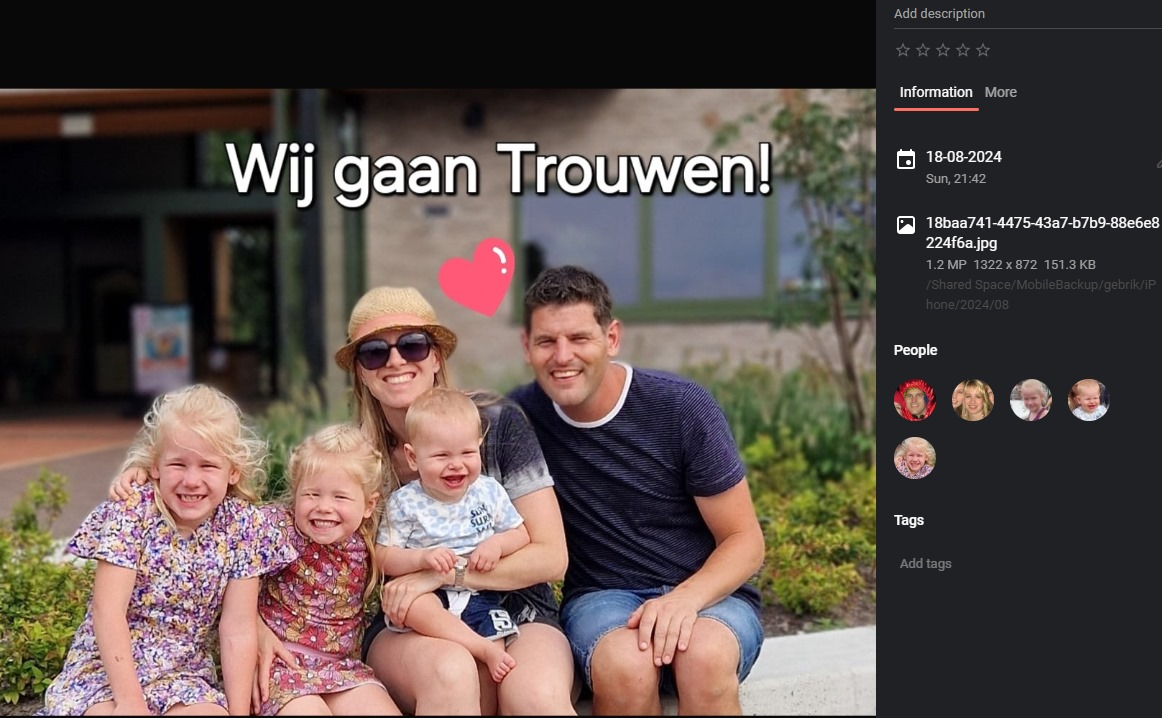 Add description
Information More
Wij gaan Trouwen!
18-08-2024
Sun, 21:42
18baa741-4475-43a7-b7b9-88e6e8
224f6a.jpg
1.2 MP 1322 x 872 151.3 KB
/Shared Space/MobileBackup/gebrik/iP
hone/2024/08
People
Tags
Add tags